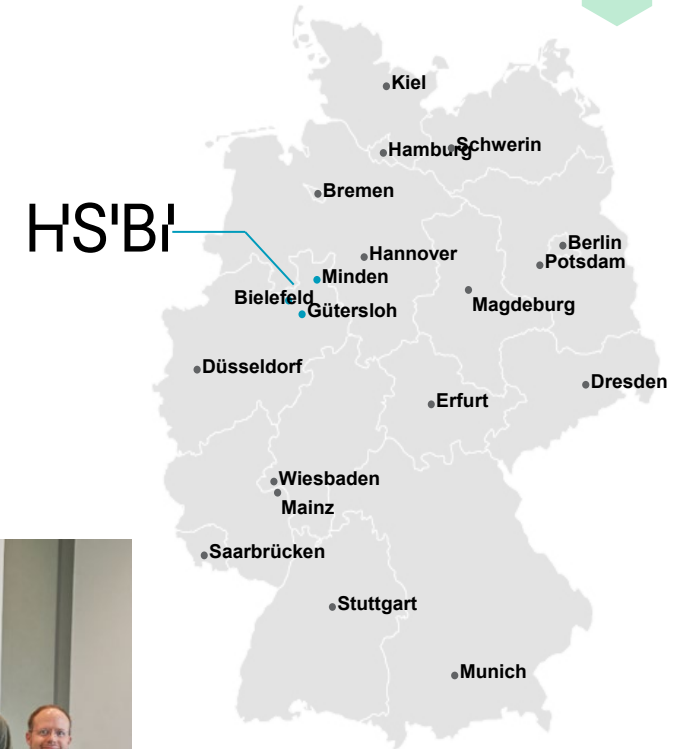 Kiel
Schwerin
Hamburg
Bremen
H'S'BI
Hannover
Berlin
Potsdam
Minden
Bielefeld
Magdeburg
Gütersloh
Düsseldorf
Dresden
Erfurt
Wiesbaden
Mainz
Saarbrücken
Stuttgart
Munich